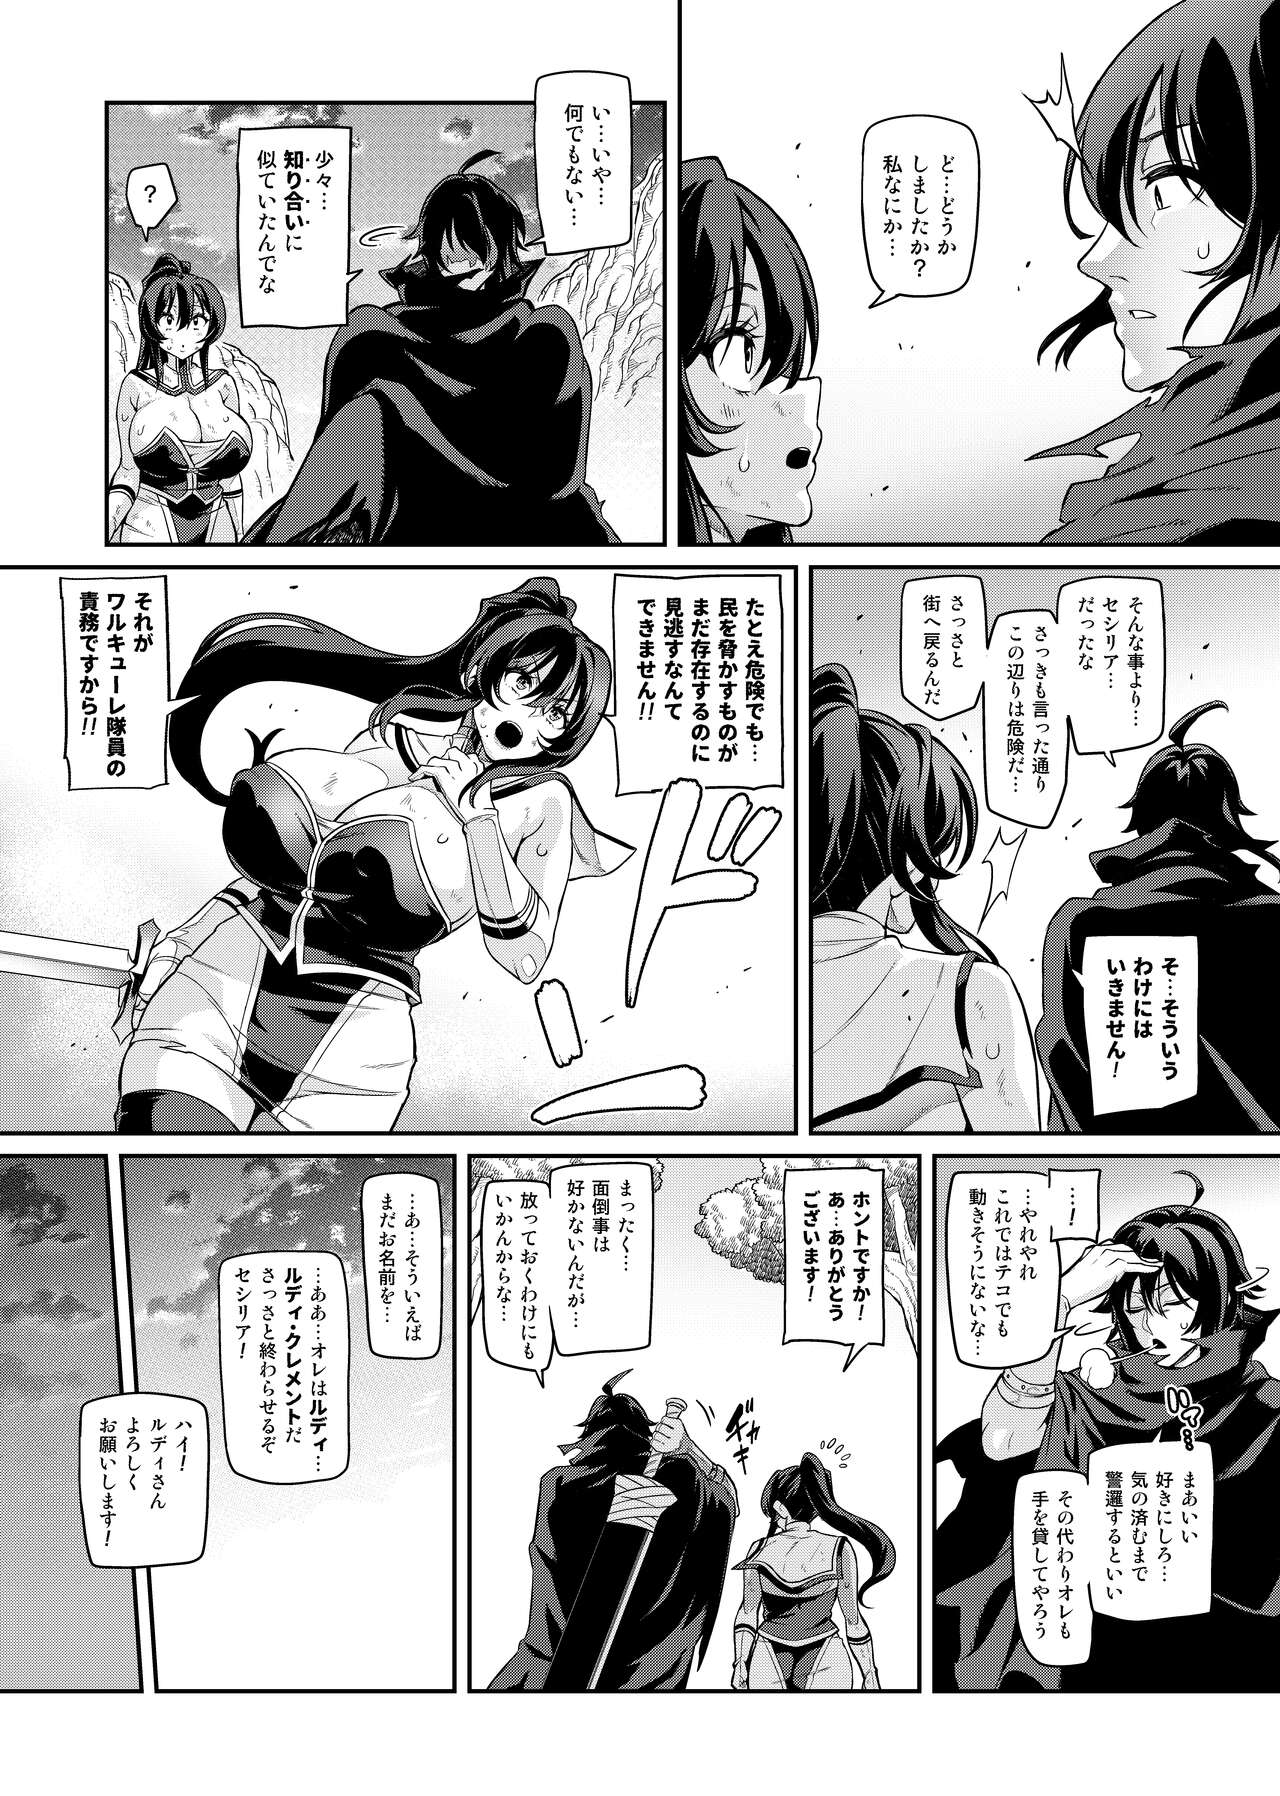 ど…どうか
しましたか?
私なにか…
い…いや…
何でもない…
少々…
知り合いに
似ていたんでな
?
そんな事より…
セシリア…
だったな
さっきも言った通り
この辺りは危険だ…
さっさと
街へ戻るんだ
そ…そういう
わけには
いきません!
たとえ危険でも…
民を脅かすものが
まだ存在するのに
見逃すなんて
できません!!
それが
ワルキューレ隊員の
責務ですから!!
ドーン
…!
…やれやれ
これではテコでも
動きそうにないな…
まあいい
好きにしろ…
気の済むまで
警邏するといい
その代わりオレも
手を貸してやろう
ホントですか!
あ…ありがとう
ございます!
まったく…
面倒事は
好かないんだが…
放っておくわけにも
いかんからな…
…あ…そういえば
まだお名前を…
…ああ…オレはルディ…
ルディ・クレメントだ
さっさと終わらせるぞ
セシリア!
ハイ!
ルディさん
よろしく
お願いします!